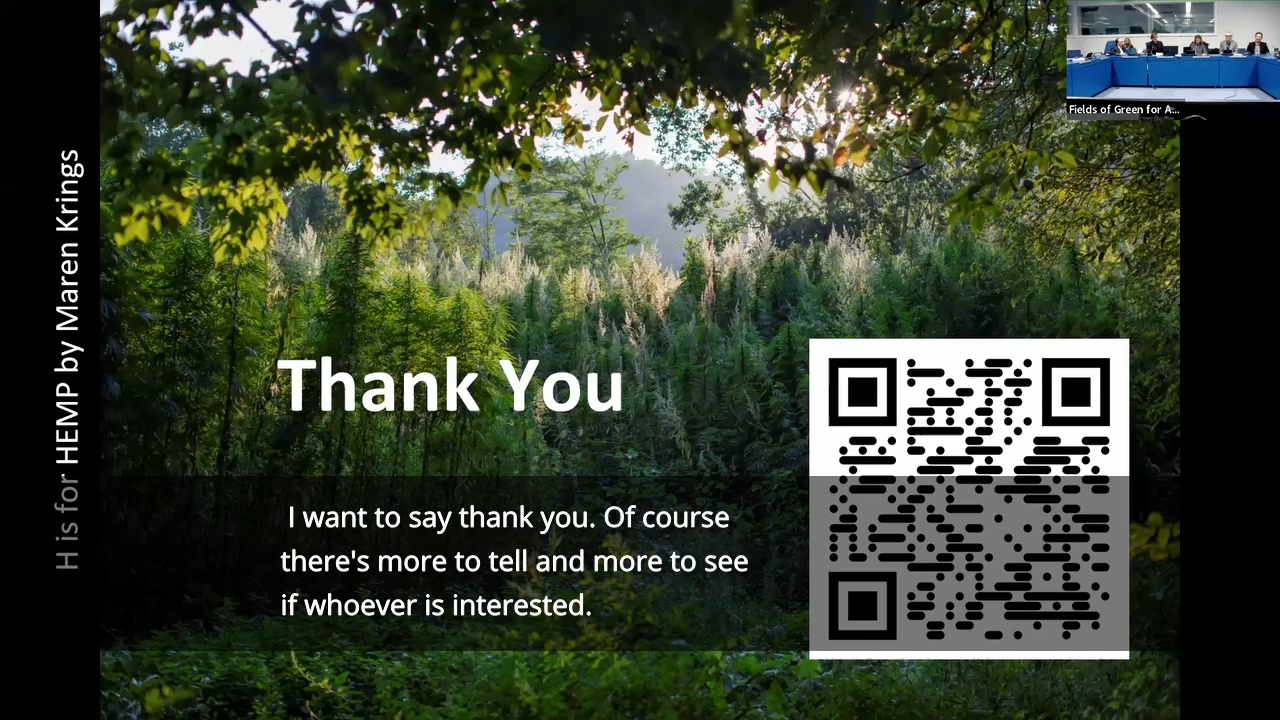 H is for HEMP by Maren Krings
Fields of Green for A...
Thank You
I want to say thank you. Of course
there's more to tell and more to see
if whoever is interested.